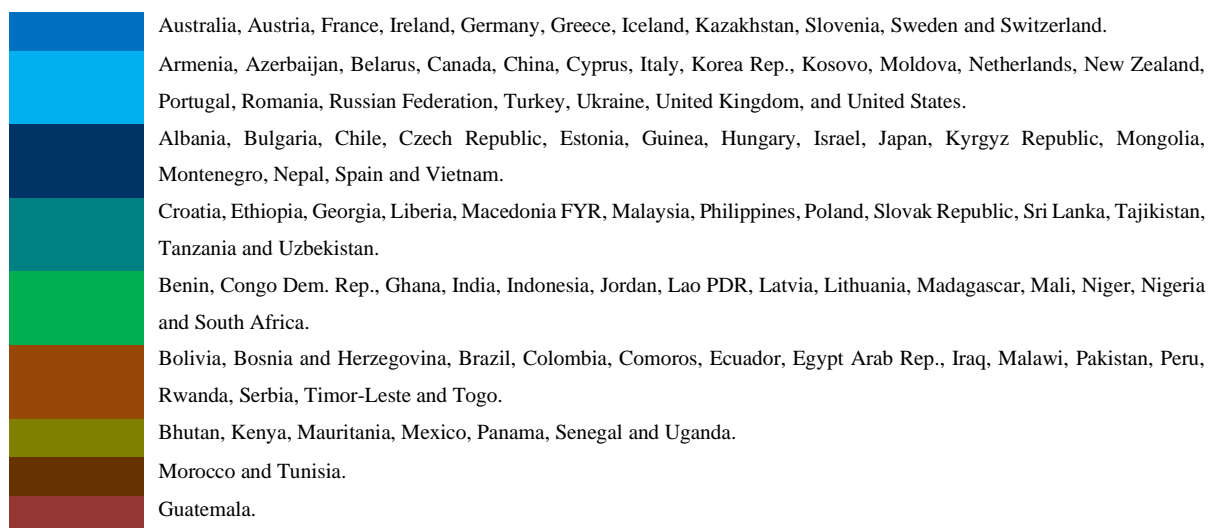 Australia, Austria, France, Ireland, Germany, Greece, Iceland, Kazakhstan, Slovenia, Sweden and Switzerland.
Armenia, Azerbaijan, Belarus, Canada, China, Cyprus, Italy, Korea Rep., Kosovo, Moldova, Netherlands, New Zealand,
Portugal, Romania, Russian Federation, Turkey, Ukraine, United Kingdom, and United States.
Albania, Bulgaria, Chile, Czech Republic, Estonia, Guinea, Hungary, Israel, Japan, Kyrgyz Republic, Mongolia,
Montenegro, Nepal, Spain and Vietnam.
Croatia, Ethiopia, Georgia, Liberia, Macedonia FYR, Malaysia, Philippines, Poland, Slovak Republic, Sri Lanka, Tajikistan,
Tanzania and Uzbekistan.
Benin, Congo Dem. Rep., Ghana, India, Indonesia, Jordan, Lao PDR, Latvia, Lithuania, Madagascar, Mali, Niger, Nigeria
and South Africa.
Bolivia, Bosnia and Herzegovina, Brazil, Colombia, Comoros, Ecuador, Egypt Arab Rep., Iraq, Malawi, Pakistan, Peru,
Rwanda, Serbia, Timor-Leste and Togo.
Bhutan, Kenya, Mauritania, Mexico, Panama, Senegal and Uganda.
Morocco and Tunisia.
Guatemala.